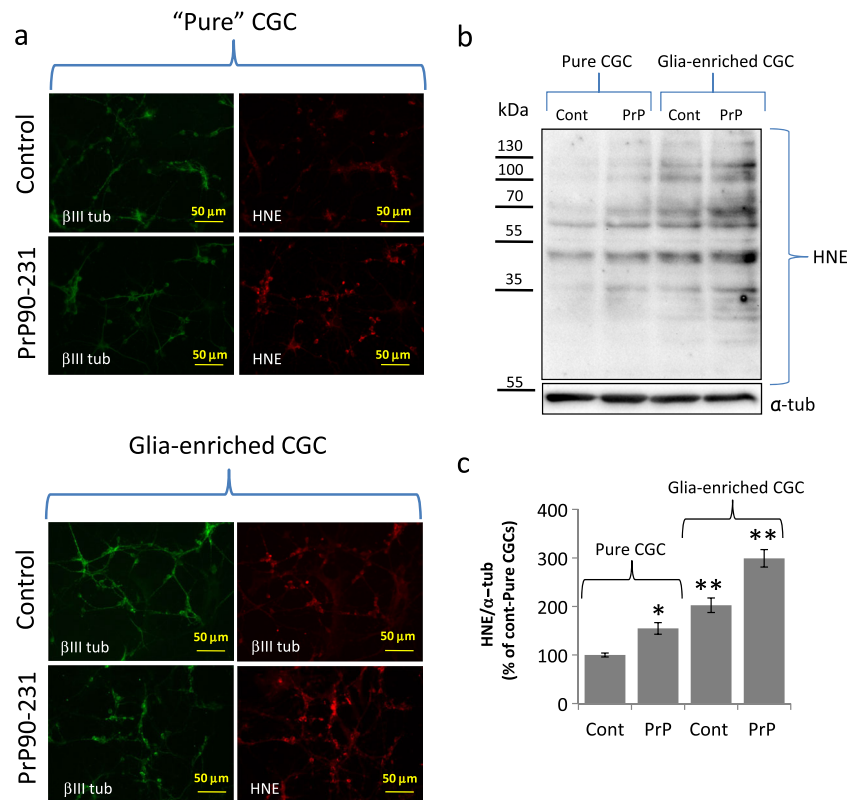 a
“Pure” CGC
Control
βIII tub
50 µm
HNE
50 µm
PrP90-231
βIII tub
50 µm
HNE
50 µm
Glia-enriched CGC
Control
βIII tub
50 µm
βIII tub
50 µm
PrP90-231
βIII tub
50 µm
HNE
50 µm
b
Pure CGC Glia-enriched CGC
kDa
Cont PrP Cont PrP
130
100
70
55
35
HNE
55
α-tub
c
Glia-enriched CGC
Pure CGC
HNE/α–tub
(% of cont-Pure CGCs)
400
300
200
100
0
* ** **
Cont PrP Cont PrP